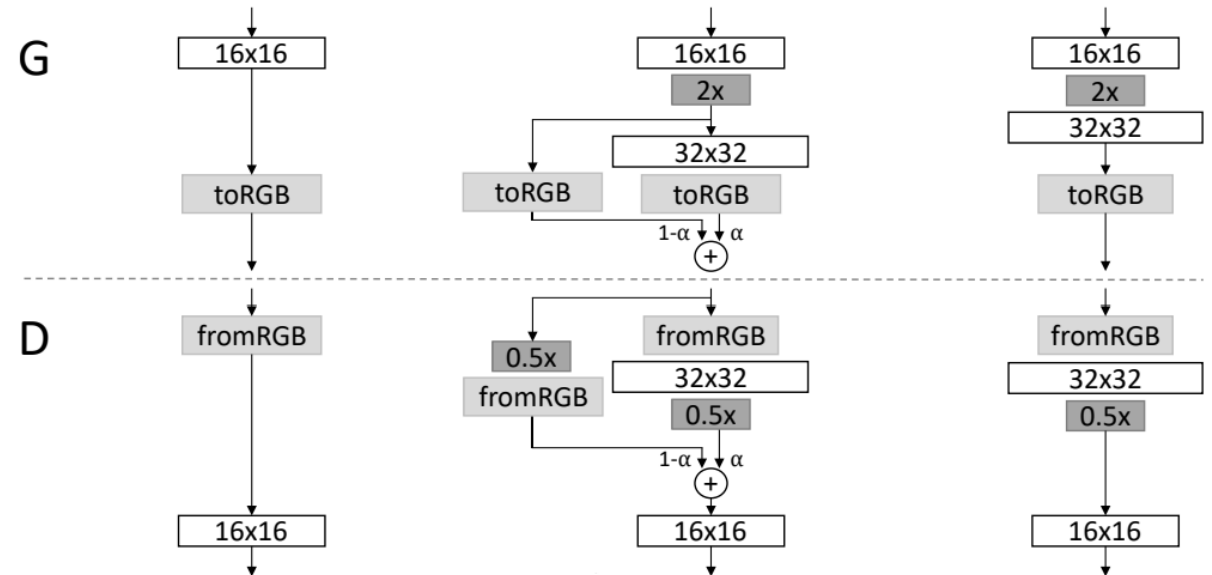 G
16x16
toRGB
16x16
2x
32x32
toRGB
toRGB
1-α
α
+
16x16
2x
32x32
toRGB
D
fromRGB
16x16
0.5x
fromRGB
fromRGB
32x32
0.5x
1-α
α
+
16x16
fromRGB
32x32
0.5x
16x16